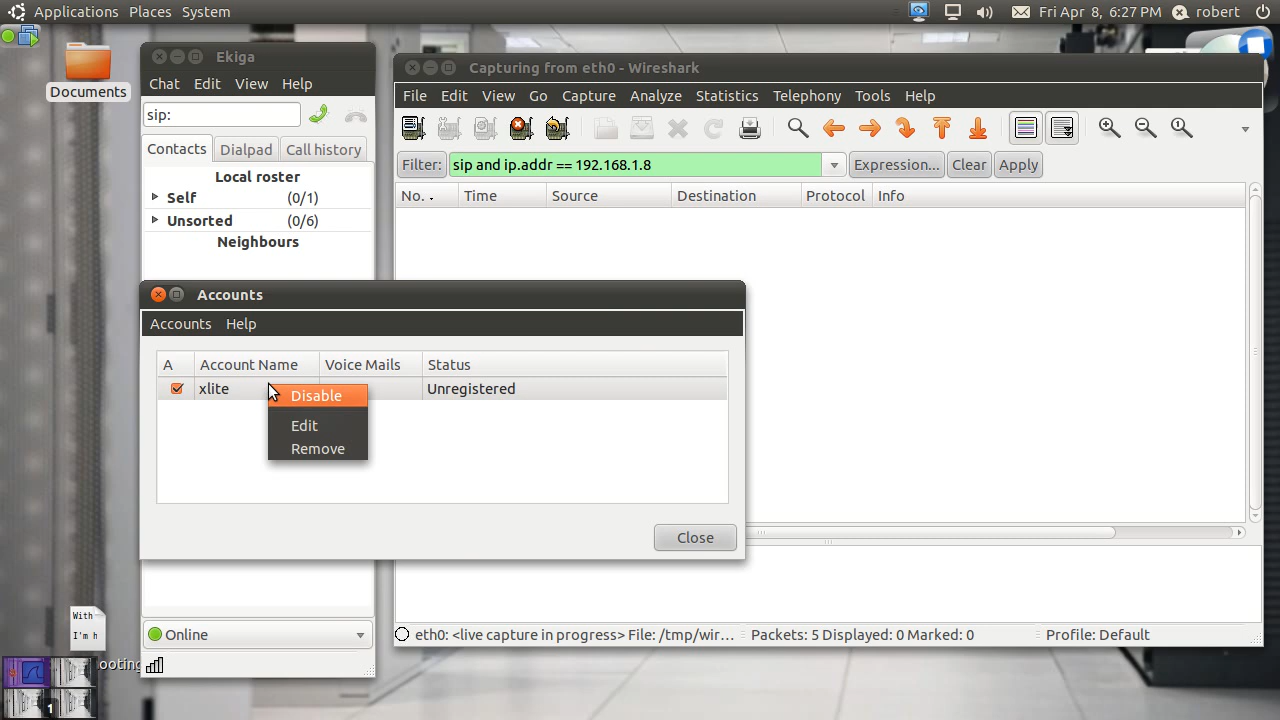 Applications Places System
Fri Apr 8, 6:27 PM robert
Documents
Ekiga
Chat Edit View Help
sip:
Contacts Dialpad Call history
Local roster
Self (0/1)
Unsorted (0/6)
Neighbours
Online
Capturing from eth0 - Wireshark
File Edit View Go Capture Analyze Statistics Telephony Tools Help
Filter: sip and ip.addr == 192.168.1.8 Expression... Clear Apply
No. Time Source Destination Protocol Info
Accounts
Accounts Help
A Account Name Voice Mails Status
xlite Unregistered
Disable
Edit
Remove
Close
eth0: <live capture in progress> File: /tmp/wir... Packets: 5 Displayed: 0 Marked: 0 Profile: Default
With
I'm h
ooting
1